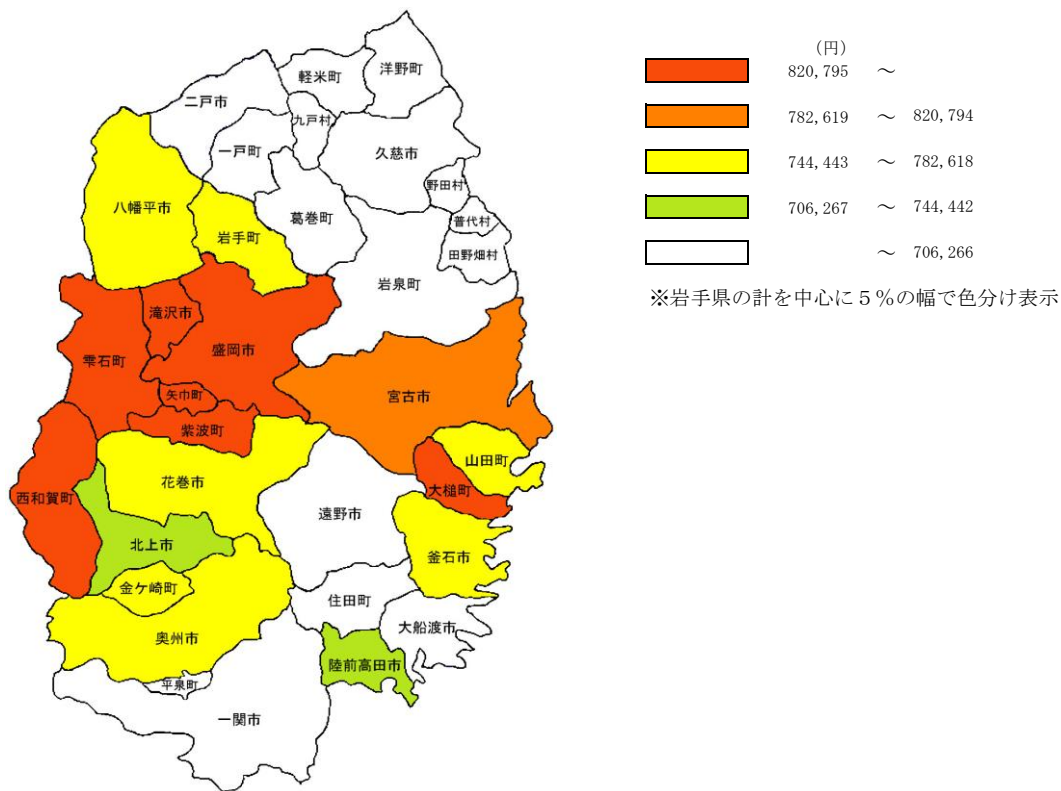 洋野町
軽米町
二戸市
九戸村
久慈市
一戸町
野田村
八幡平市
葛巻町
普代村
岩手町
田野畑村
岩泉町
滝沢市
盛岡市
雫石町
矢巾町
宮古市
紫波町
山田町
花巻市
大槌町
西和賀町
遠野市
北上市
釜石市
金ケ崎町
住田町
大船渡市
奥州市
陸前高田市
平泉町
一関市
(円)
820,795 ～
782,619 ～ 820,794
744,443 ～ 782,618
706,267 ～ 744,442
～ 706,266
※岩手県の計を中心に５％の幅で色分け表示